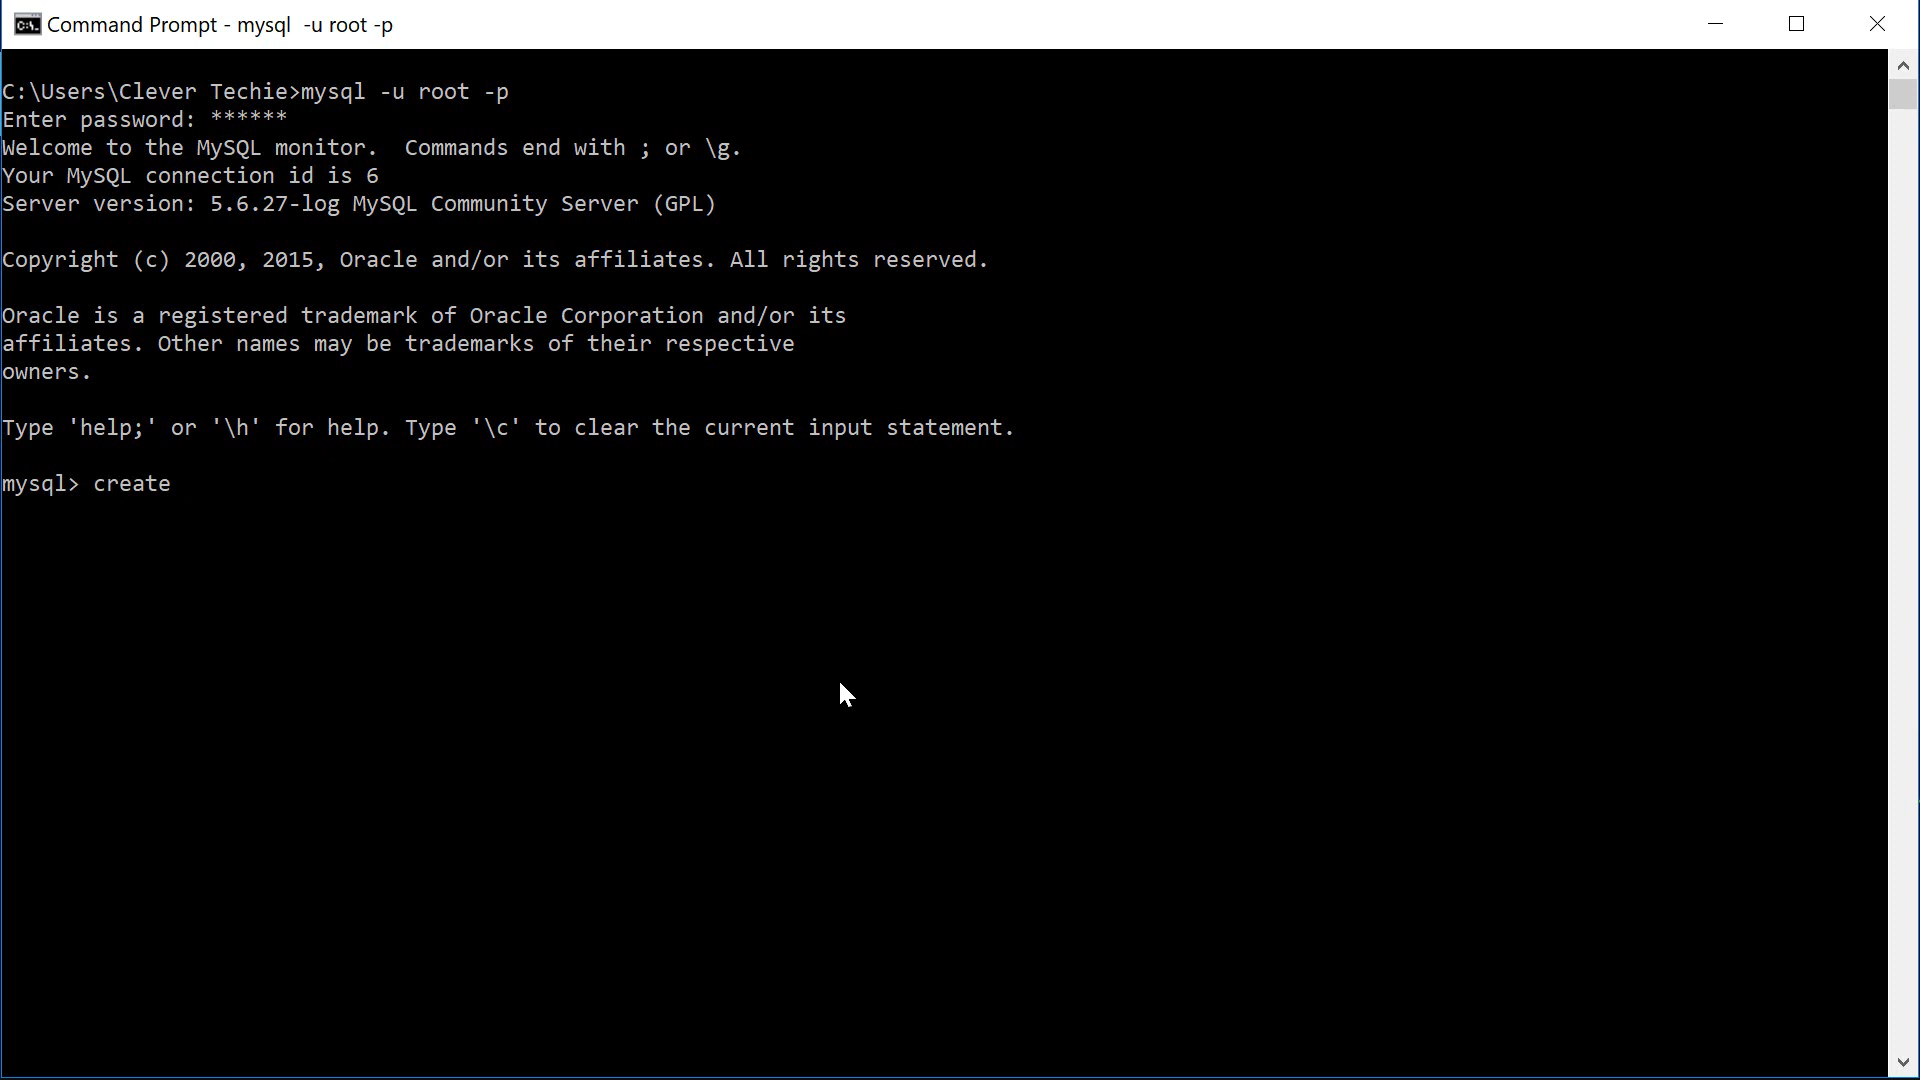 Command Prompt - mysql  -u root -p
C:\Users\Clever Techie>mysql -u root -p
Enter password: ******
Welcome to the MySQL monitor.  Commands end with ; or \g.
Your MySQL connection id is 6
Server version: 5.6.27-log MySQL Community Server (GPL)
Copyright (c) 2000, 2015, Oracle and/or its affiliates. All rights reserved.
Oracle is a registered trademark of Oracle Corporation and/or its
affiliates. Other names may be trademarks of their respective
owners.
Type 'help;' or '\h' for help. Type '\c' to clear the current input statement.
mysql> create